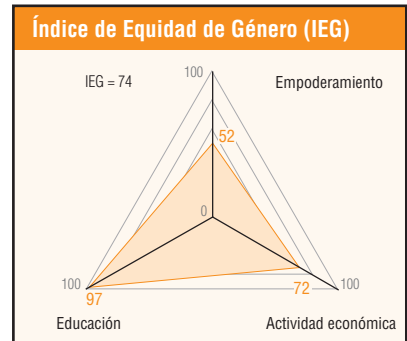 Índice de Equidad de Género (IEG)
IEG = 74
100
Empoderamiento
52
0
100
97
72
100
Educación
Actividad económica